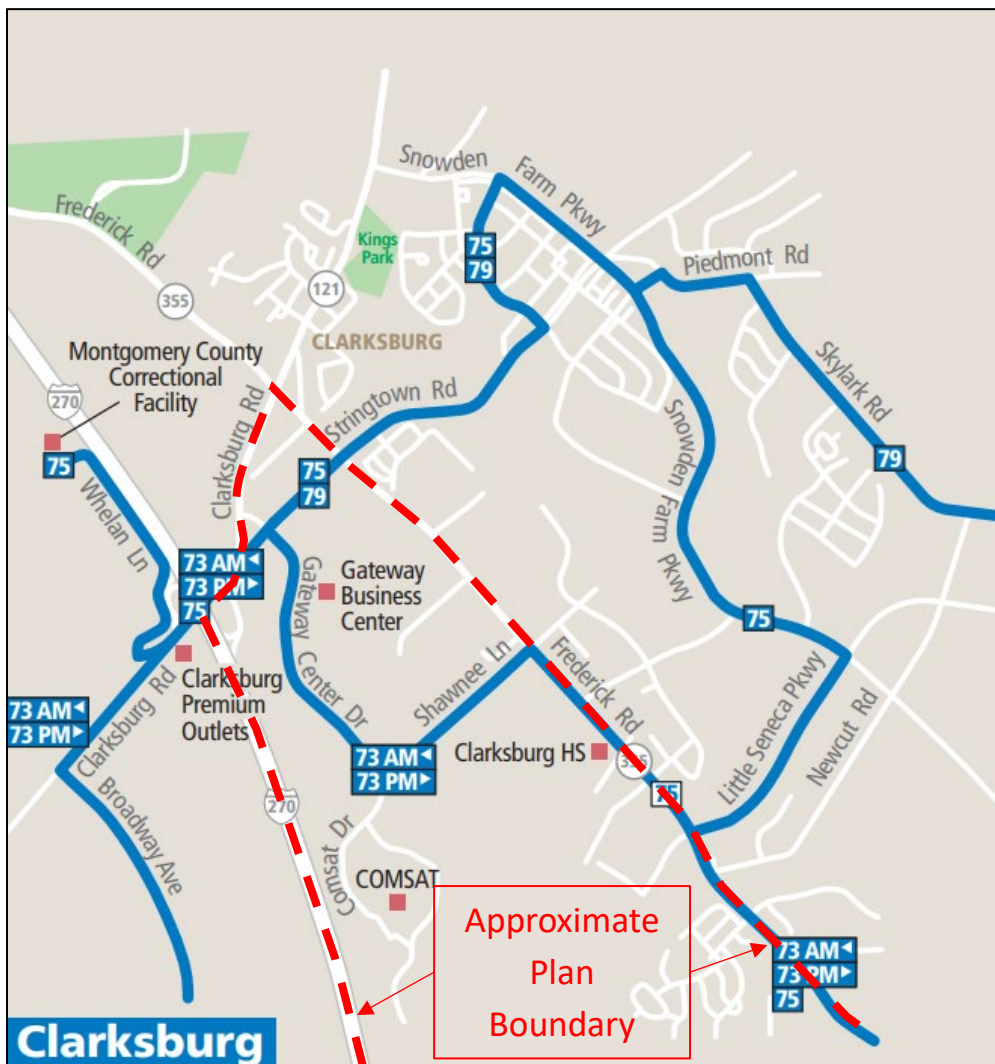 Snowden
Farm Pkwy
Frederick Rd
Kings
Park
75
79
Piedmont Rd
121
355
CLARKSBURG
Montgomery County
Correctional
Facility
270
Skylark Rd
Stringtown Rd
Clarksburg Rd
Snowden Farm Pkwy
75
79
79
75
Whelan Ln
73 AM
73 PM
75
Gateway Center Dr
Gateway
Business
Center
75
Shawnee Ln
Frederick Rd
Little Seneca Pkwy
Newcut Rd
Clarksburg
Premium
Outlets
Clarksburg Rd
73 AM
73 PM
73 AM
73 PM
Clarksburg HS
355
75
270
Broadway Ave
Comsat Dr
COMSAT
Approximate
Plan
Boundary
73 AM
73 PM
75
Clarksburg